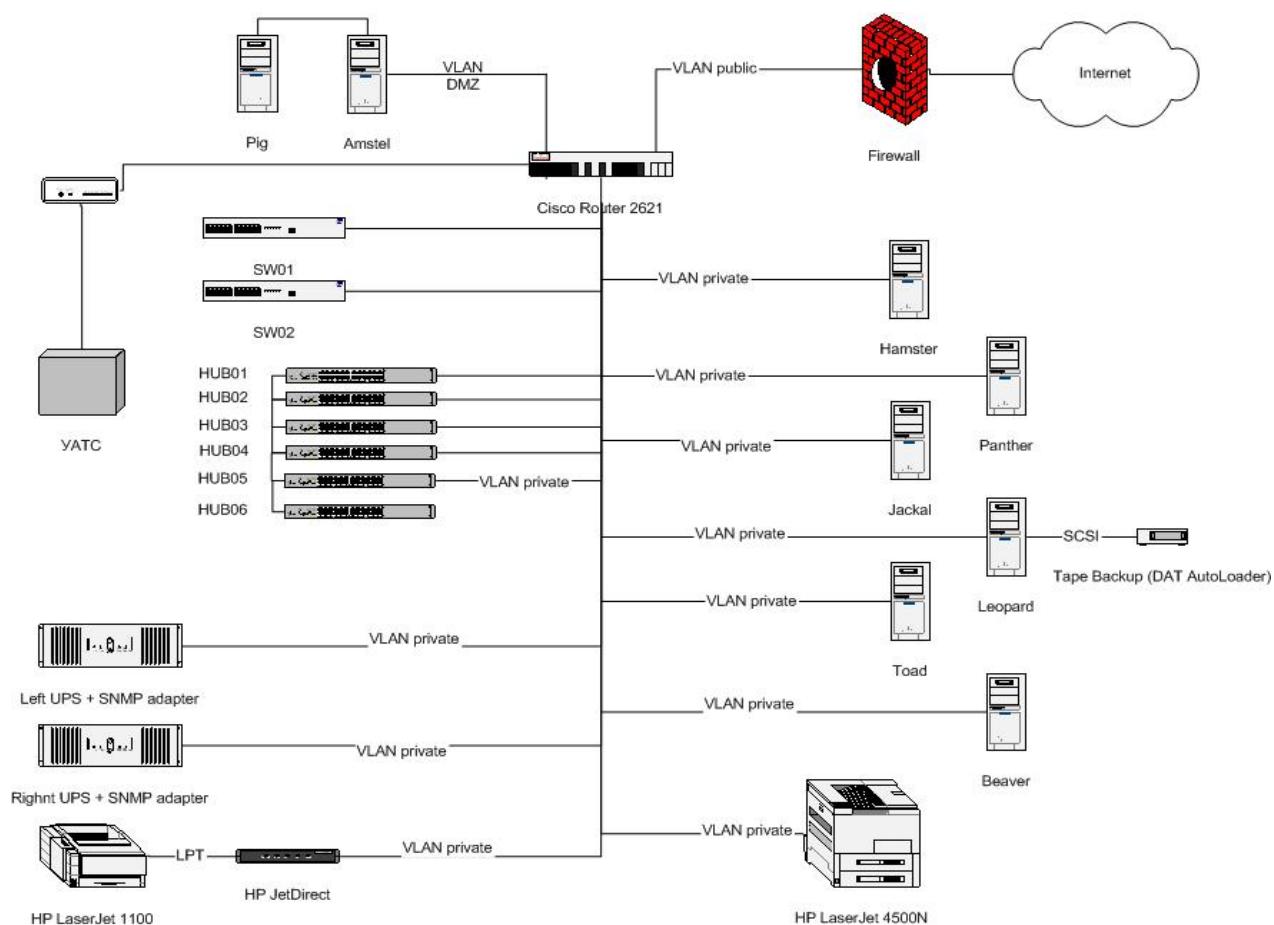 VLAN
DMZ
VLAN public
Internet
Pig
Amstel
Firewall
Cisco Router 2621
SW01
VLAN private
SW02
Hamster
HUB01
VLAN private
HUB02
HUB03
УАТС
VLAN private
Panther
HUB04
HUB05
VLAN private
HUB06
Jackal
VLAN private
SCSI
Tape Backup (DAT AutoLoader)
VLAN private
Leopard
VLAN private
Toad
Left UPS + SNMP adapter
VLAN private
VLAN private
Beaver
Righnt UPS + SNMP adapter
VLAN private
LPT
VLAN private
HP JetDirect
HP LaserJet 1100
HP LaserJet 4500N